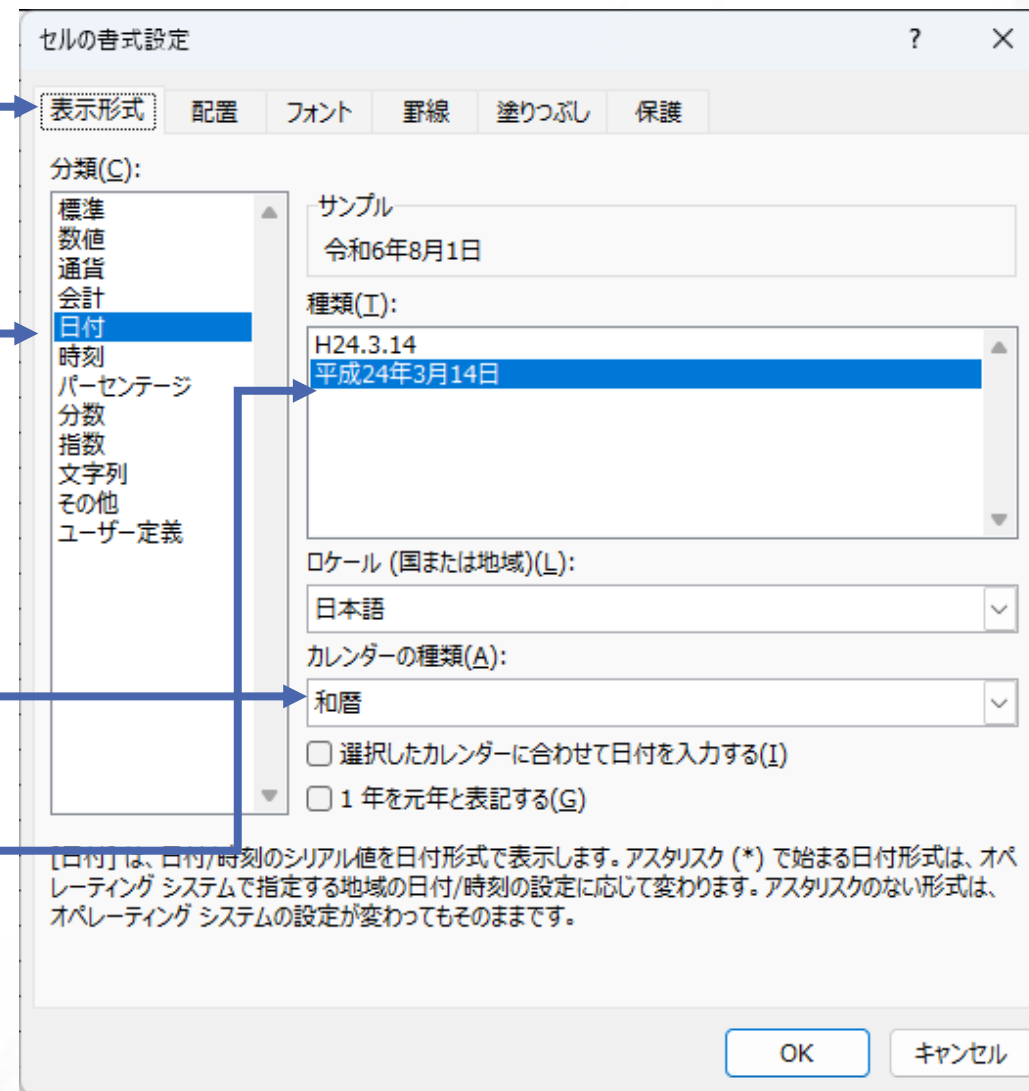 セルの書式設定
?
×
表示形式 配置 フォント 罫線 塗りつぶし 保護
分類(C):
標準
数値
通貨
会計
日付
時刻
パーセンテージ
分数
指数
文字列
その他
ユーザー定義
サンプル
令和6年8月1日
種類(T):
H24.3.14
平成24年3月14日
ロケール (国または地域)(L):
日本語
カレンダーの種類(A):
和暦
選択したカレンダーに合わせて日付を入力する(I)
1 年を元年と表記する(G)
[日付] は、日付/時刻のシリアル値を日付形式で表示します。アスタリスク (*) で始まる日付形式は、オペ
レーティング システムで指定する地域の日付/時刻の設定に応じて変わります。アスタリスクのない形式は、
オペレーティング システムの設定が変わってもそのままです。
OK
キャンセル